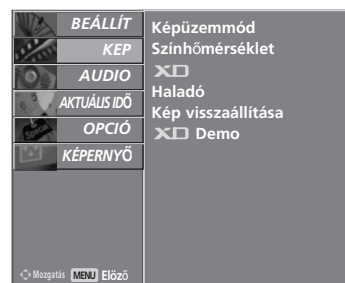 BEÁLLÍT
KEP
AUDIO
AKTUÁLIS IDŐ
OPCIÓ
KÉPERNYŐ
Képüzemmód
Színhőmérséklet
XD
Haladó
Kép visszaállítása
XD Demo
Mozgatás MENU Előző